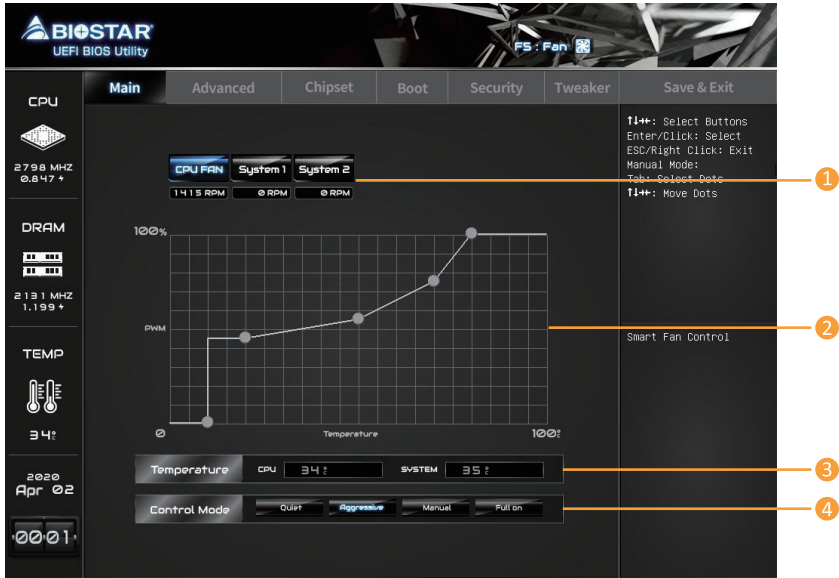 BIOSTAR
UEFI BIOS Utility
F5 : Fan
Main Advanced Chipset Boot Security Tweaker Save & Exit
CPU
2798 MHZ
0.847
DRAM
2131 MHZ
1.199
TEMP
34°C
2020
Apr 02
00:01
CPU FAN System 1 System 2
1415 RPM 0 RPM 0 RPM
100%
PWM
0 Temperature 100°C
Temperature CPU 34°C SYSTEM 35°C
Control Mode Quiet Aggressive Manual Full on
↑↓→←: Select Buttons
Enter/Click: Select
ESC/Right Click: Exit
Manual Mode:
Tab: Select Dots
↑↓→←: Move Dots
Smart Fan Control
1
2
3
4